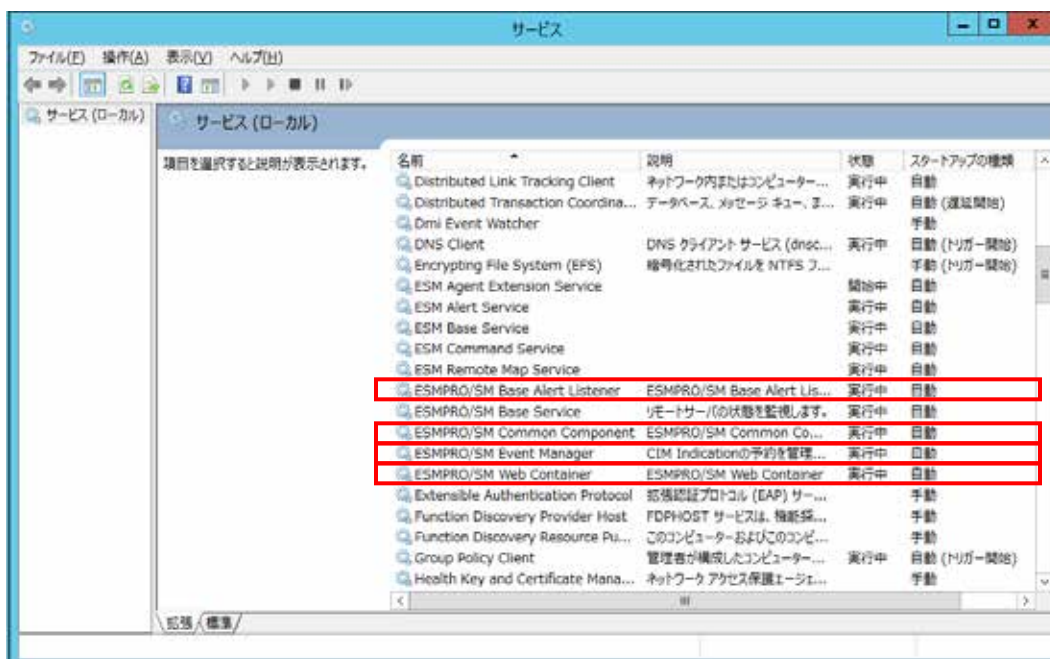 サービス
ファイル(F) 操作(A) 表示(V) ヘルプ(H)
サービス (ローカル)
サービス (ローカル)
項目を選択すると説明が表示されます。
名前 説明 状態 スタートアップの種類
Distributed Link Tracking Client ネットワーク内またはコンピューター... 実行中 自動
Distributed Transaction Coordina... データベース、メッセージ キュー、ま... 実行中 自動 (遅延開始)
Dmi Event Watcher 手動
DNS Client DNS クライアント サービス (dnsc... 実行中 自動 (トリガー開始)
Encrypting File System (EFS) 暗号化されたファイルを NTFS フ... 手動 (トリガー開始)
ESM Agent Extension Service 開始中 自動
ESM Alert Service 実行中 自動
ESM Base Service 実行中 自動
ESM Command Service 実行中 自動
ESM Remote Map Service 実行中 自動
ESMPRO/SM Base Alert Listener ESMPRO/SM Base Alert Lis... 実行中 自動
ESMPRO/SM Base Service リモートサーバの状態を監視します。 実行中 自動
ESMPRO/SM Common Component ESMPRO/SM Common Co... 実行中 自動
ESMPRO/SM Event Manager CIM Indicationの予約を管理... 実行中 自動
ESMPRO/SM Web Container ESMPRO/SM Web Container 実行中 自動
Extensible Authentication Protocol 拡張認証プロトコル (EAP) サー... 手動
Function Discovery Provider Host FDPHOST サービスは、機能探... 手動
Function Discovery Resource Pu... このコンピューターおよびこのコンピ... 手動
Group Policy Client 管理者が構成したコンピューター... 実行中 自動 (トリガー開始)
Health Key and Certificate Mana... ネットワーク アクセス保護エージェ... 手動
拡張 標準